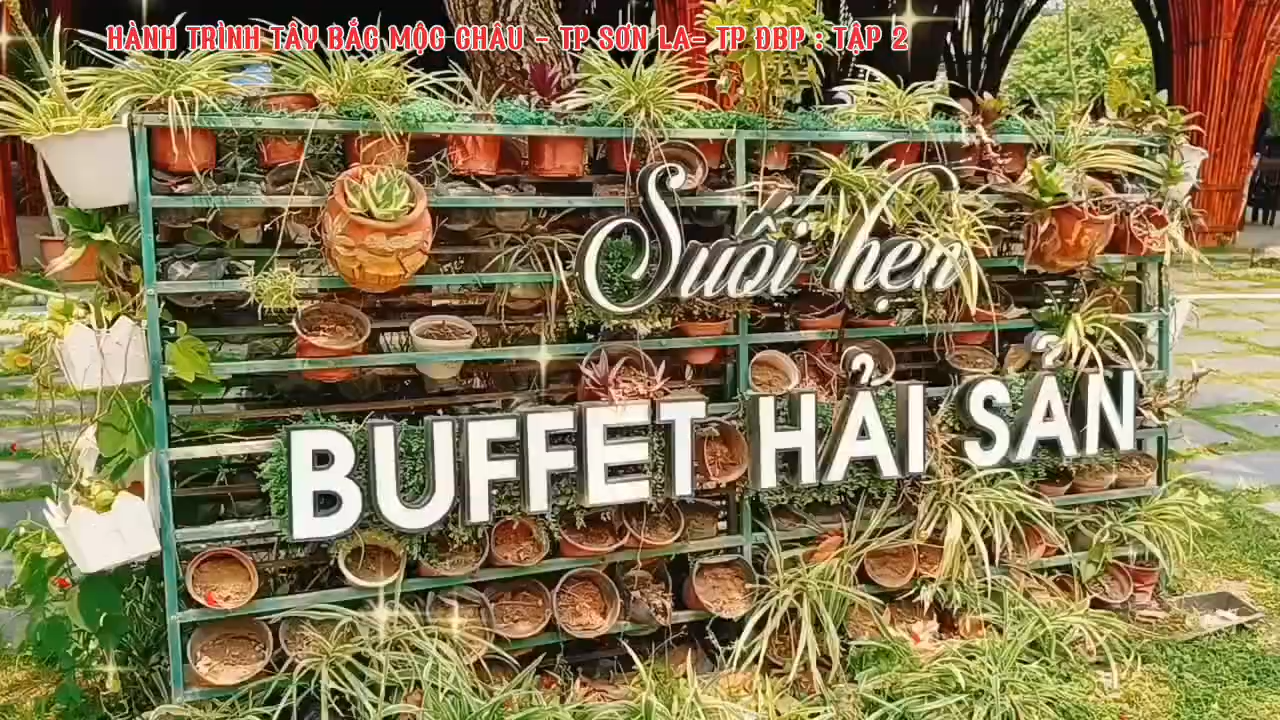 HÀNH TRÌNH TÂY BẮC MỘC CHÂU - TP SƠN LA- TP ĐBP : TẬP 2
Suối hẹn
BUFFET HẢI SẢN